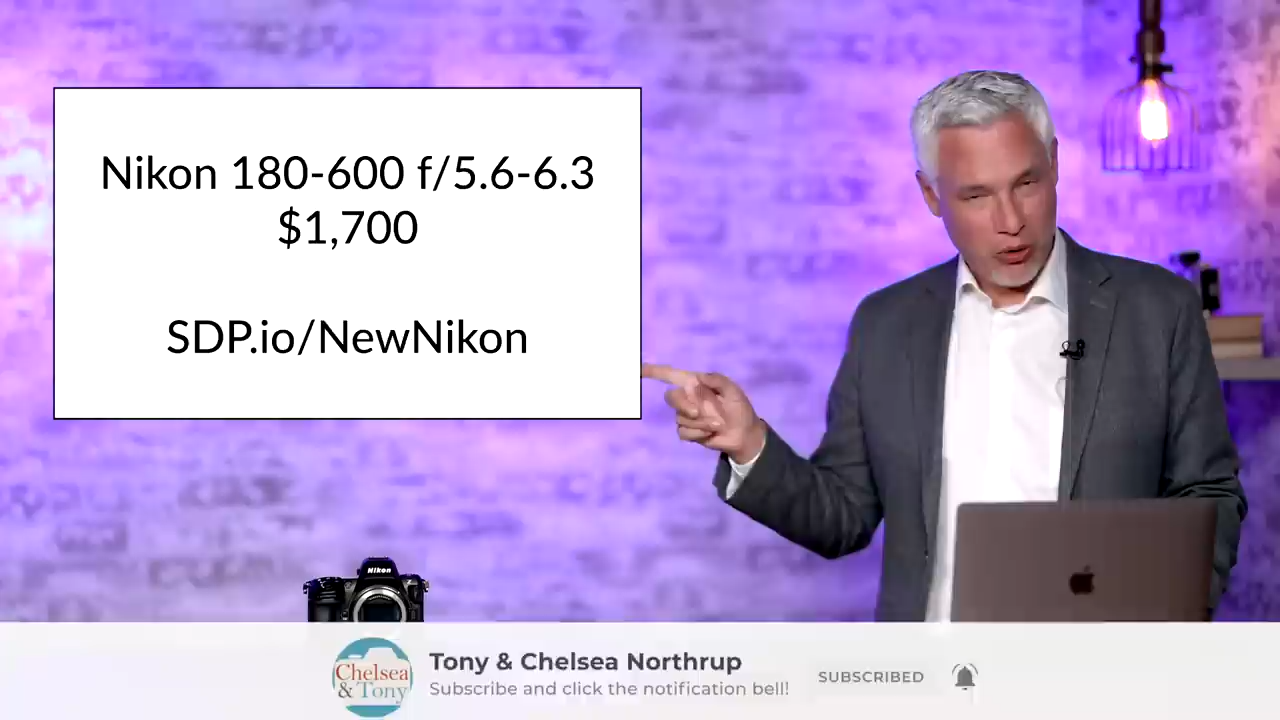 Nikon 180-600 f/5.6-6.3
$1,700
SDP.io/NewNikon
Nikon
Chelsea
& Tony
Tony & Chelsea Northrup
Subscribe and click the notification bell!
SUBSCRIBED